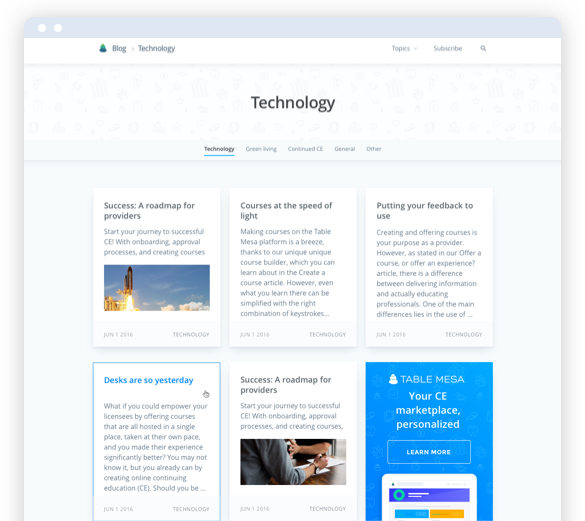 Blog › Technology
Topics
Subscribe
Technology
Technology
Green living
Continued CE
General
Other
Success: A roadmap for
providers
Start your journey to successful
CE! With onboarding, approval
processes, and creating courses
JUN 1 2016
TECHNOLOGY
Courses at the speed of
light
Making courses on the Table
Mesa platform is a breeze,
thanks to our unique unique
course builder, which you can
learn about in the Create a
course article. However, even
what you learn there can be
simplified with the right
combination of keystrokes...
JUN 1 2016
TECHNOLOGY
Putting your feedback to
use
Creating and offering courses is
your purpose as a provider.
However, as stated in our Offer a
course, or offer an experience?
article, there is a difference
between delivering information
and actually educating
professionals. One of the main
differences lies in the use of ...
JUN 1 2016
TECHNOLOGY
Desks are so yesterday
What if you could empower your
licensees by offering courses
that are all hosted in a single
place, taken at their own pace,
and you made their experience
significantly better? You may not
know it, but you already can by
creating online continuing
education (CE). Should you be ...
JUN 1 2016
TECHNOLOGY
Success: A roadmap for
providers
Start your journey to successful
CE! With onboarding, approval
processes, and creating courses,
JUN 1 2016
TECHNOLOGY
TABLE MESA
Your CE
marketplace,
personalized
LEARN MORE